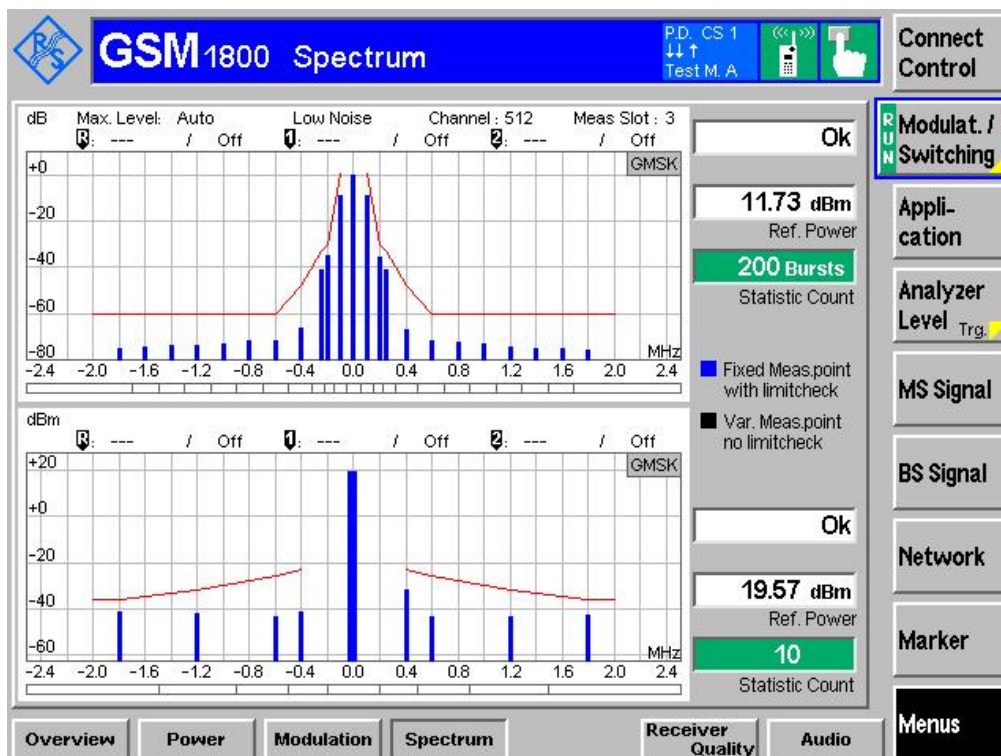 R S
GSM 1800 Spectrum
P.D. CS 1
↓↓ ↑
Test M. A
Connect Control
RUN
Modulat. / Switching
Appli- cation
Analyzer Level Trg.
MS Signal
BS Signal
Network
Marker
Menus
dB Max. Level: Auto Low Noise Channel : 512 Meas Slot : 3
R: --- / Off 1: --- / Off 2: --- / Off
GMSK
+0
-20
-40
-60
-80
MHz
-2.4 -2.0 -1.6 -1.2 -0.8 -0.4 0.0 0.4 0.8 1.2 1.6 2.0 2.4
Ok
11.73 dBm
Ref. Power
200 Bursts
Statistic Count
Fixed Meas.point
with limitcheck
Var. Meas.point
no limitcheck
dBm
R: --- / Off 1: --- / Off 2: --- / Off
GMSK
+20
+0
-20
-40
-60
MHz
-2.4 -2.0 -1.6 -1.2 -0.8 -0.4 0.0 0.4 0.8 1.2 1.6 2.0 2.4
Ok
19.57 dBm
Ref. Power
10
Statistic Count
Overview Power Modulation Spectrum Receiver Quality Audio